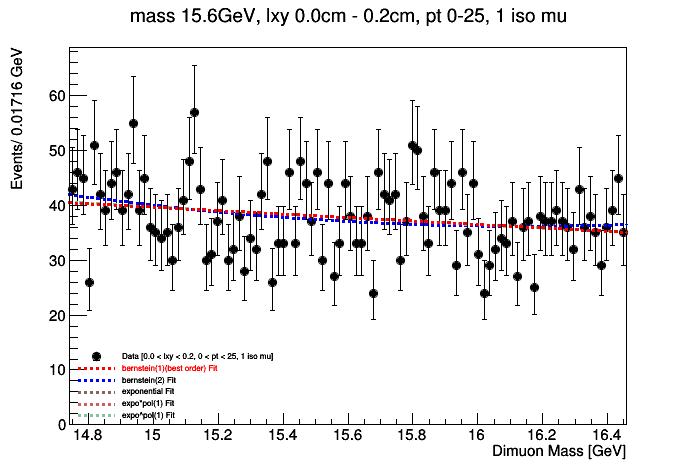 mass 15.6GeV, lxy 0.0cm - 0.2cm, pt 0-25, 1 iso mu
Events/ 0.01716 GeV
60
50
40
30
20
10
0
Data [0.0 < lxy < 0.2, 0 < pt < 25, 1 iso mu]
bernstein(1)(best order) Fit
bernstein(2) Fit
exponential Fit
expo*pol(1) Fit
expo^pol(1) Fit
14.8 15 15.2 15.4 15.6 15.8 16 16.2 16.4
Dimuon Mass [GeV]